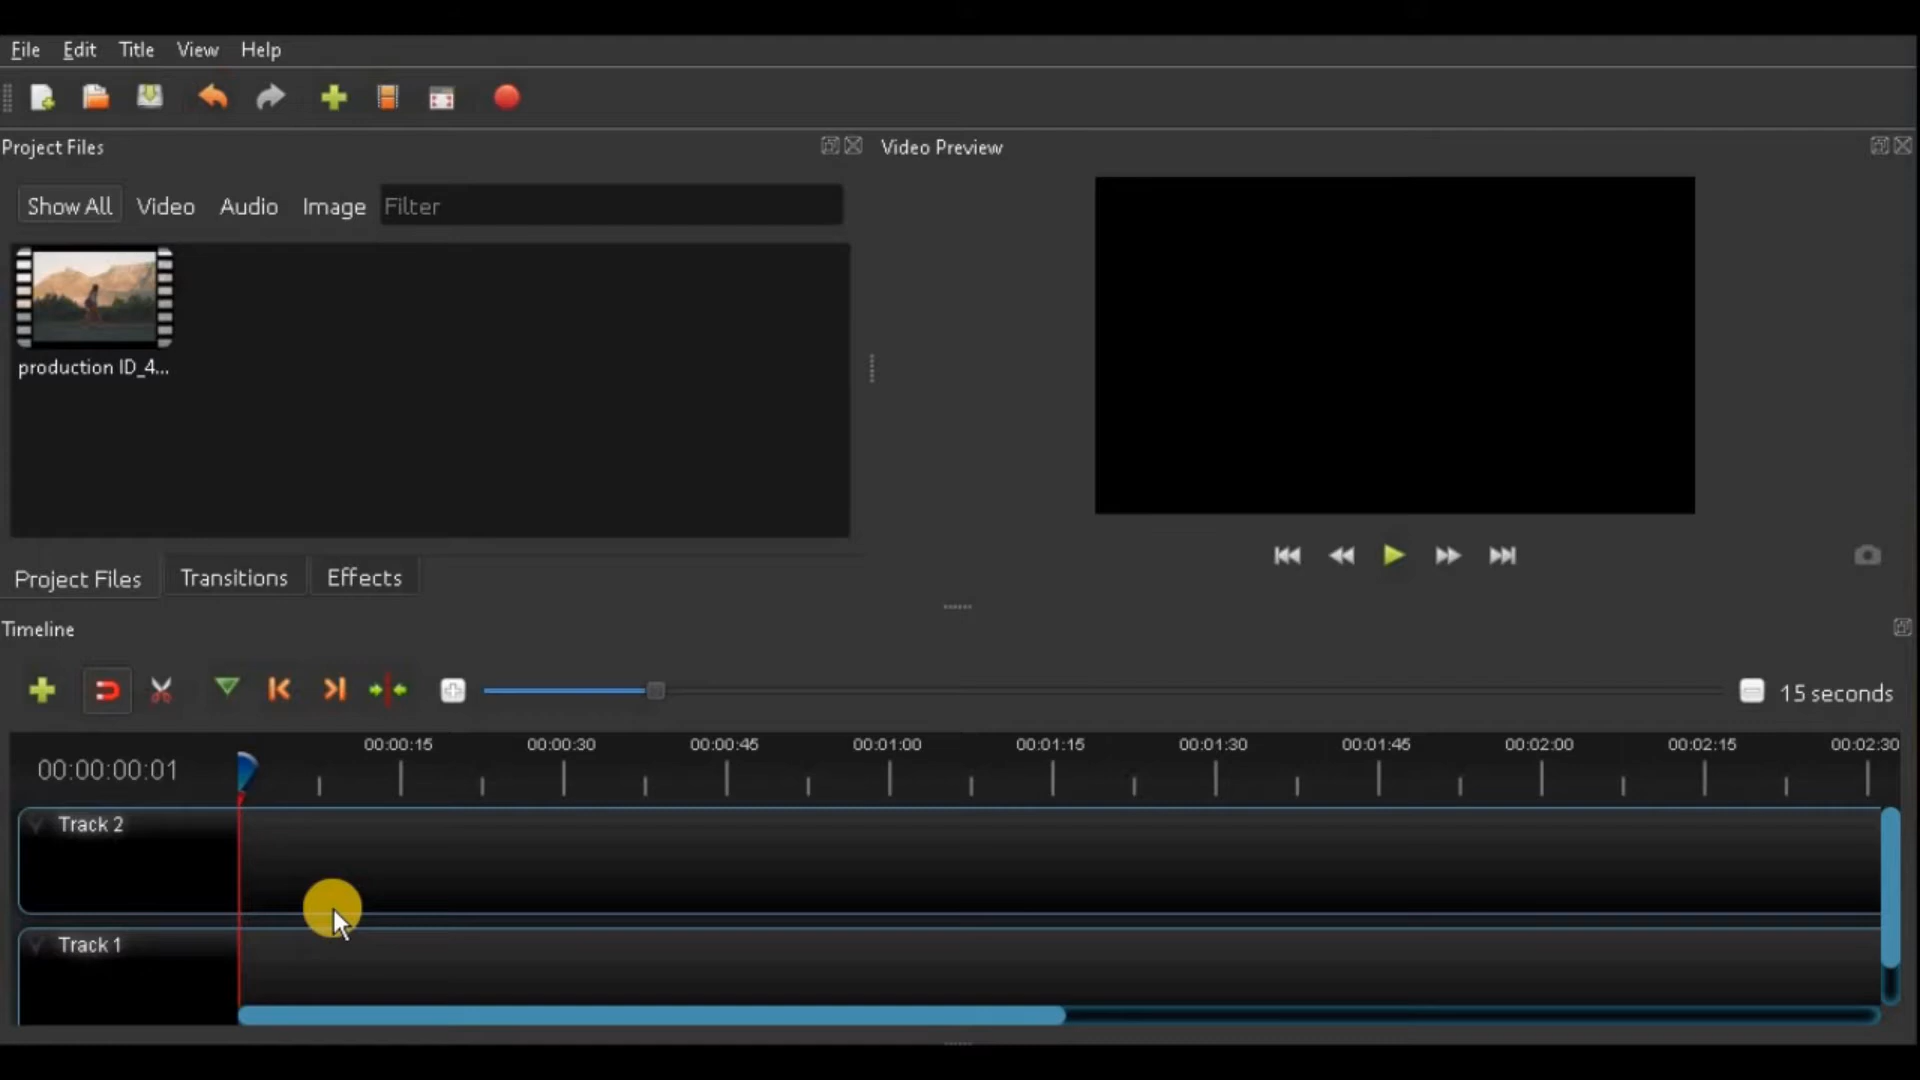 File Edit Title View Help
Project Files
Video Preview
Show All Video Audio Image Filter
production ID_4...
Project Files Transitions Effects
Timeline
15 seconds
00:00:15 00:00:30 00:00:45 00:01:00 00:01:15 00:01:30 00:01:45 00:02:00 00:02:15 00:02:30
00:00:00:01
Track 2
Track 1